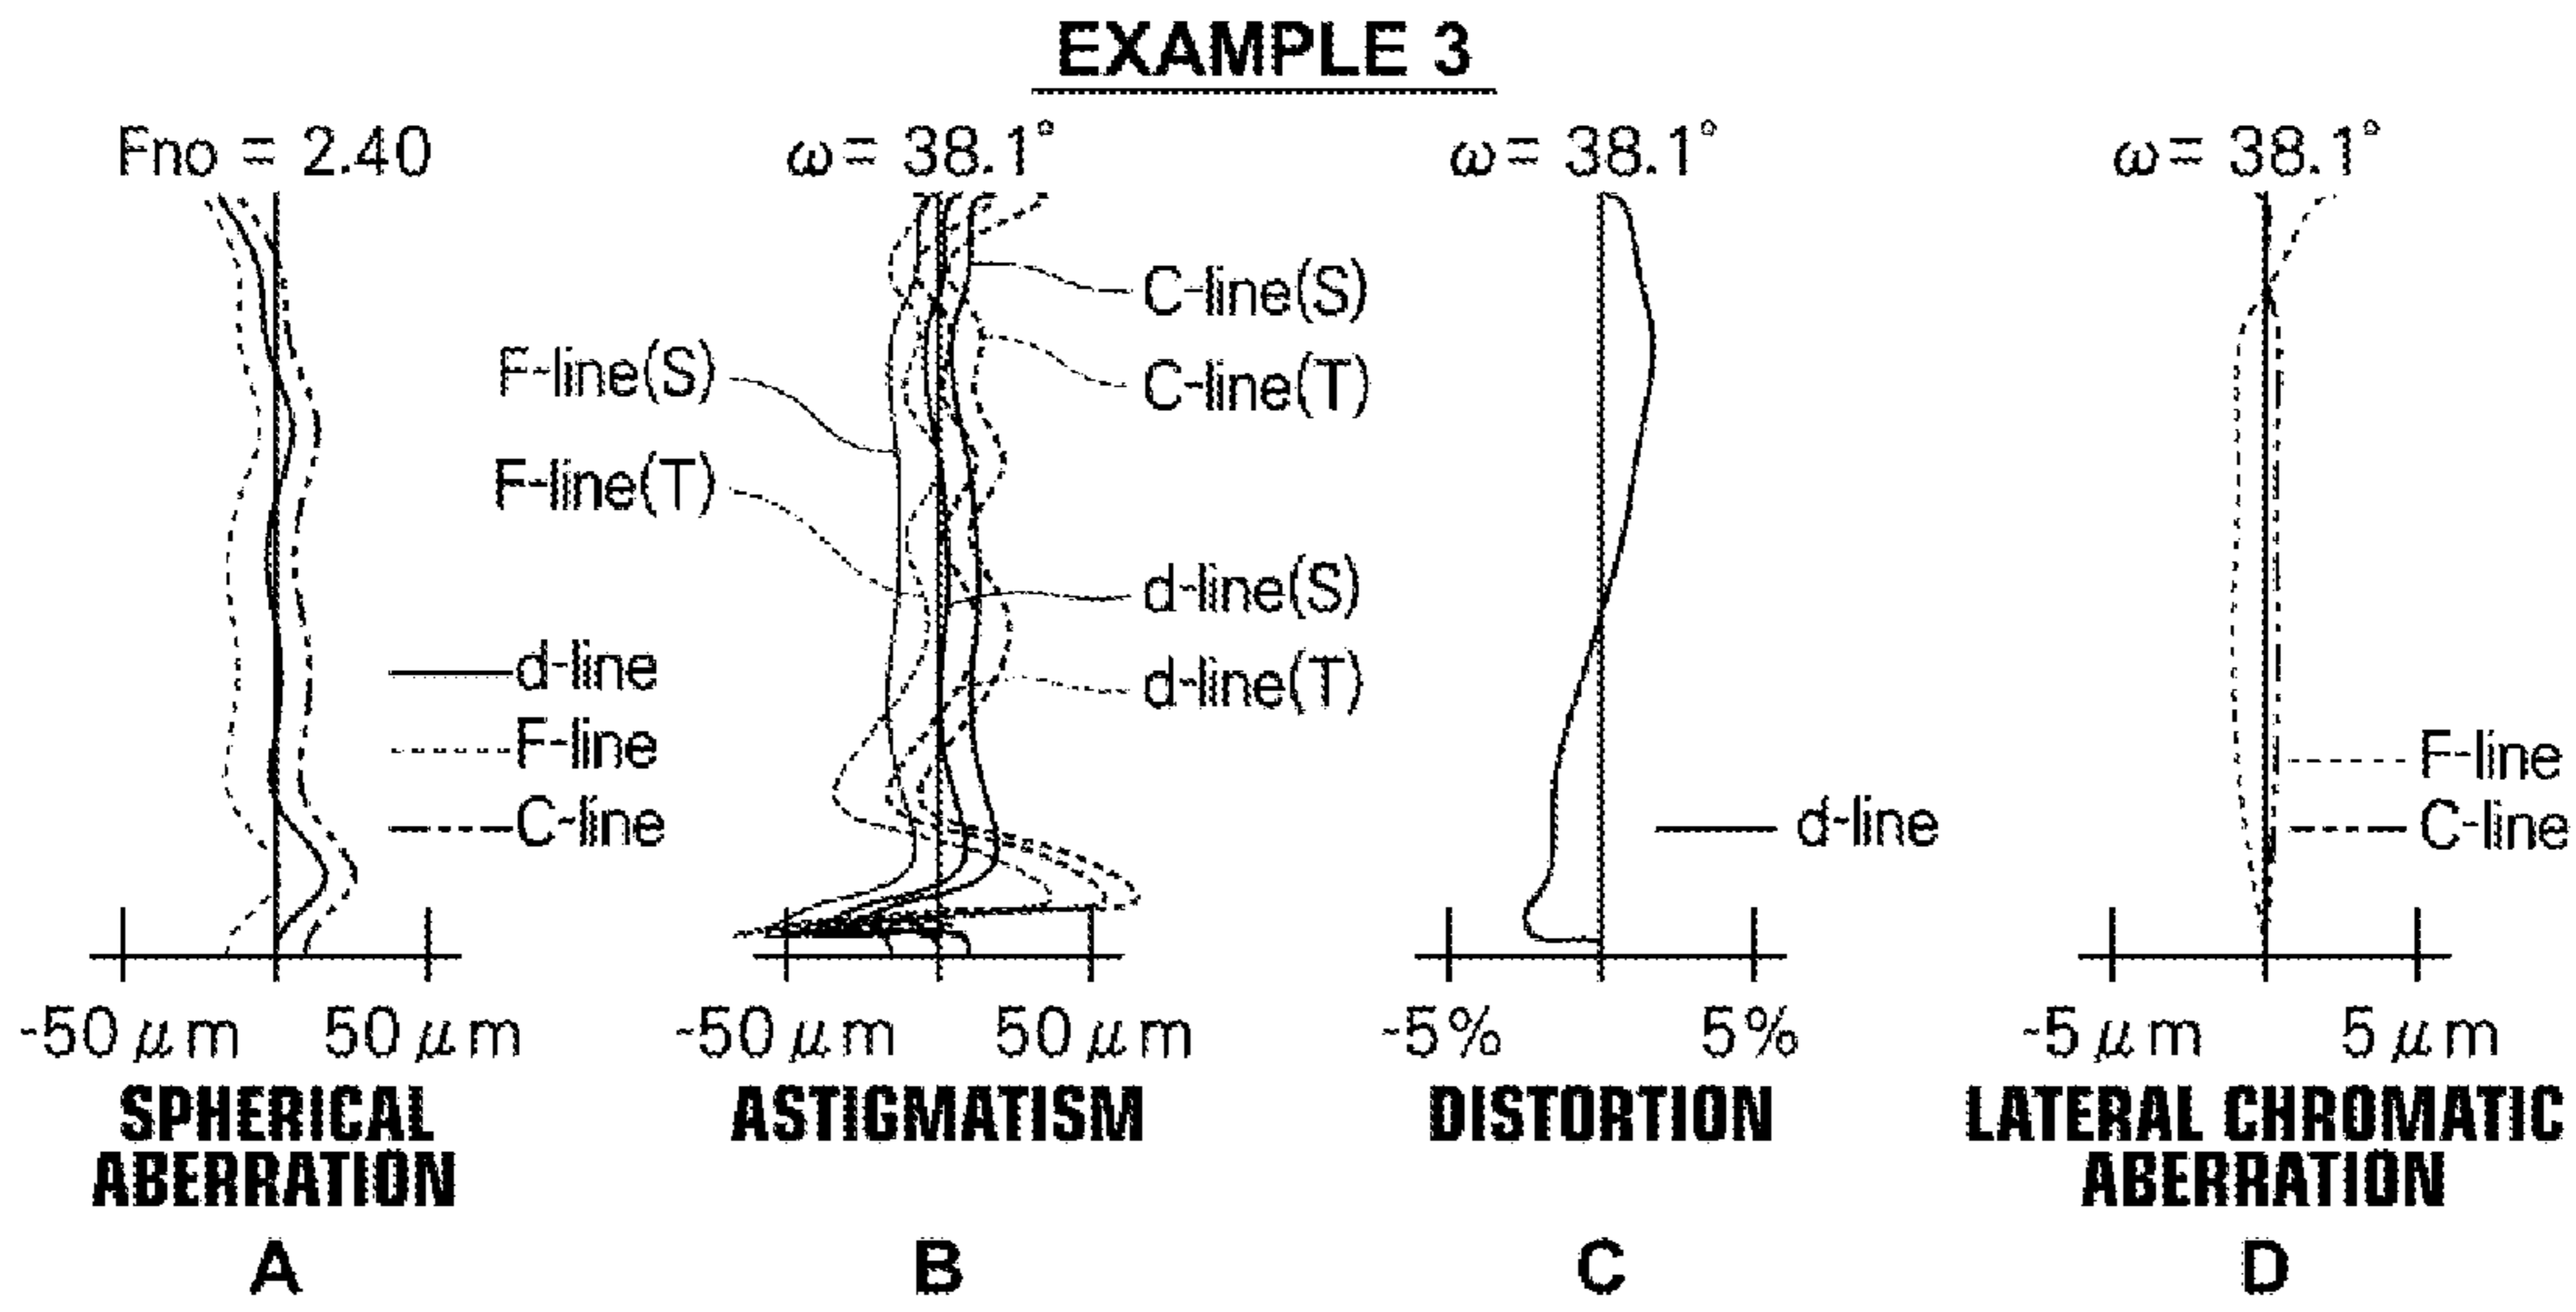 EXAMPLE 3
Fno = 2.40
ω= 38.1°
ω= 38.1°
ω= 38.1°
C-line(S)
F-line(S)
C-line(T)
F-line(T)
d-line(S)
d-line
d-line(T)
F-line
F-line
C-line
d-line
C-line
-50 μm 50 μm
-50 μm 50 μm
-5% 5%
-5 μm 5 μm
SPHERICAL
ABERRATION
ASTIGMATISM
DISTORTION
LATERAL CHROMATIC
ABERRATION
A
B
C
D